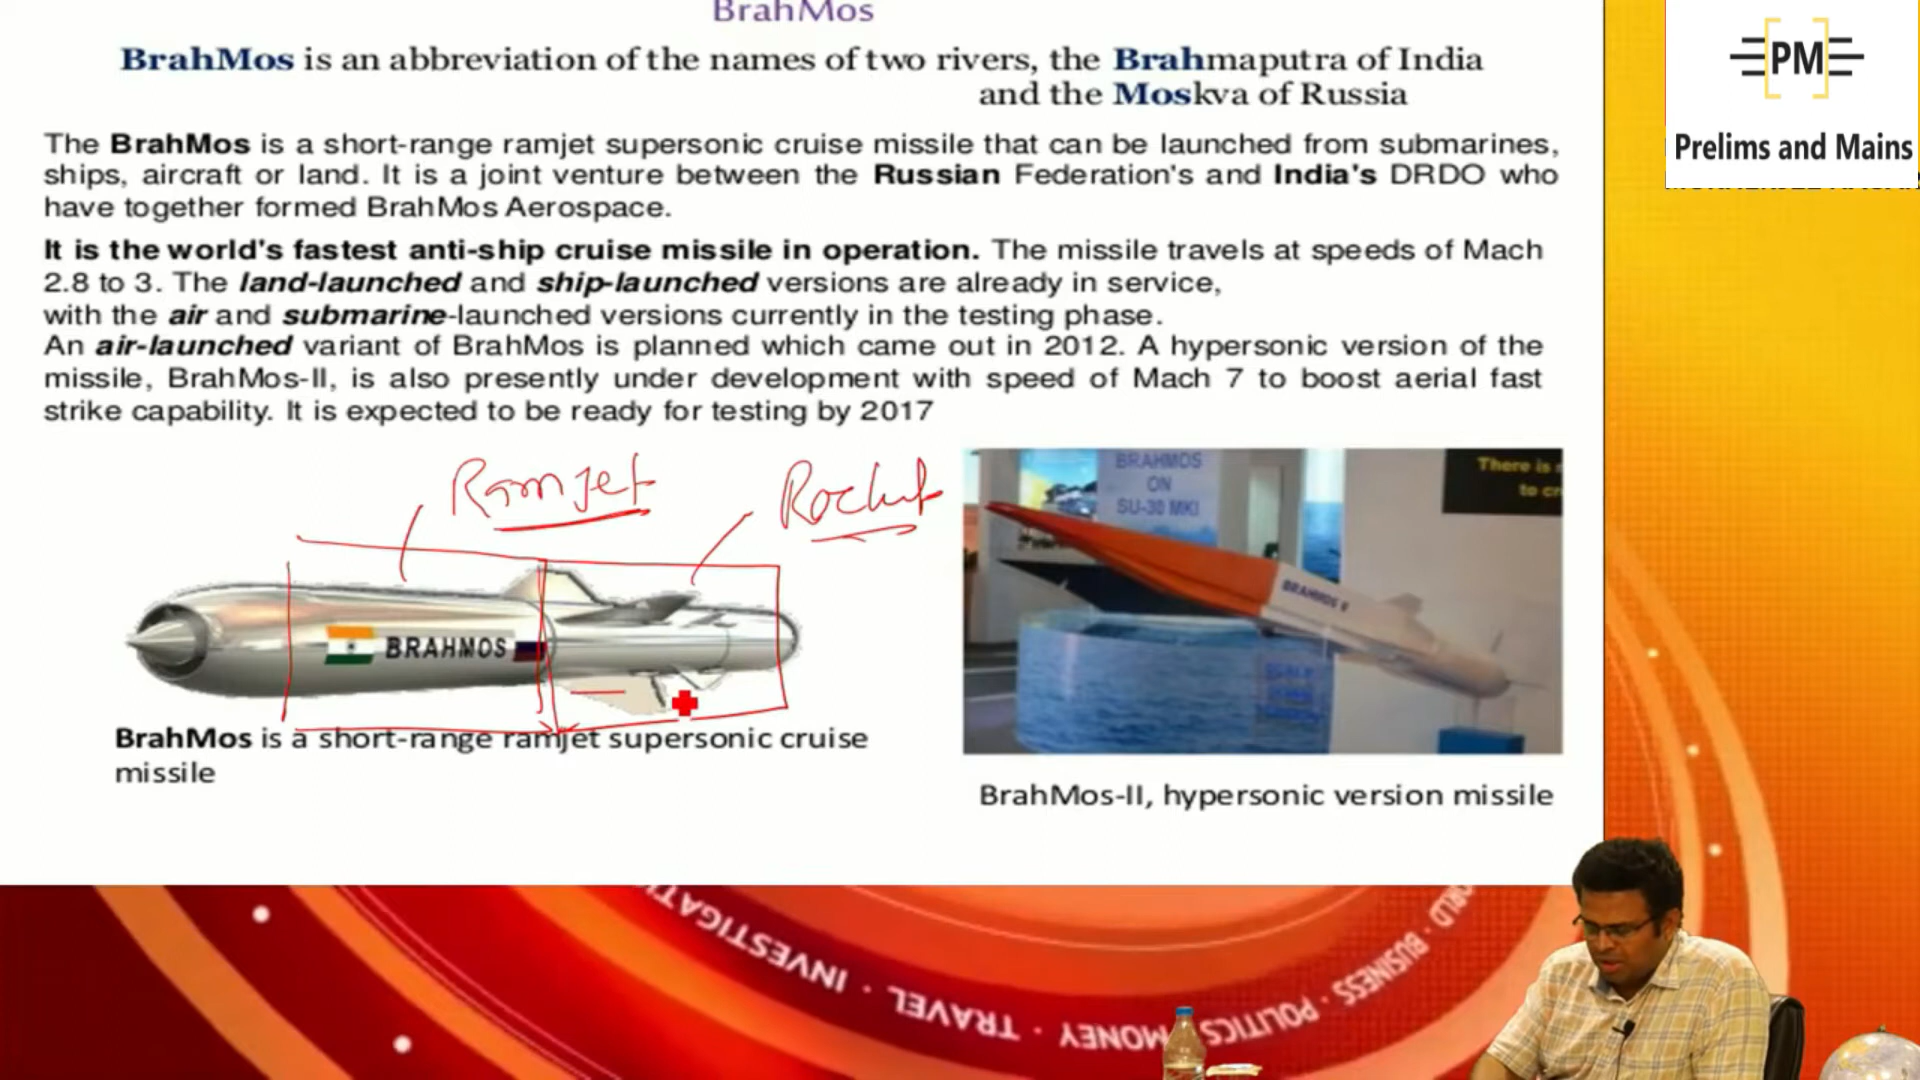 BrahMos
BrahMos is an abbreviation of the names of two rivers, the Brahmaputra of India
and the Moskva of Russia
The BrahMos is a short-range ramjet supersonic cruise missile that can be launched from submarines,
ships, aircraft or land. It is a joint venture between the Russian Federation's and India's DRDO who
have together formed BrahMos Aerospace.
It is the world's fastest anti-ship cruise missile in operation. The missile travels at speeds of Mach
2.8 to 3. The land-launched and ship-launched versions are already in service,
with the air and submarine-launched versions currently in the testing phase.
An air-launched variant of BrahMos is planned which came out in 2012. A hypersonic version of the
missile, BrahMos-II, is also presently under development with speed of Mach 7 to boost aerial fast
strike capability. It is expected to be ready for testing by 2017
Ramjet
Rocket
BRAHMOS
BrahMos is a short-range ramjet supersonic cruise
missile
BRAHMOS
ON
SU-30 MKI
There is
to
BRAHMOS II
BrahMos-II, hypersonic version missile
PM
Prelims and Mains
INVESTIGAT
TRAVEL · INVESTIGAT
MONEY
POLITICS · BUSINESS